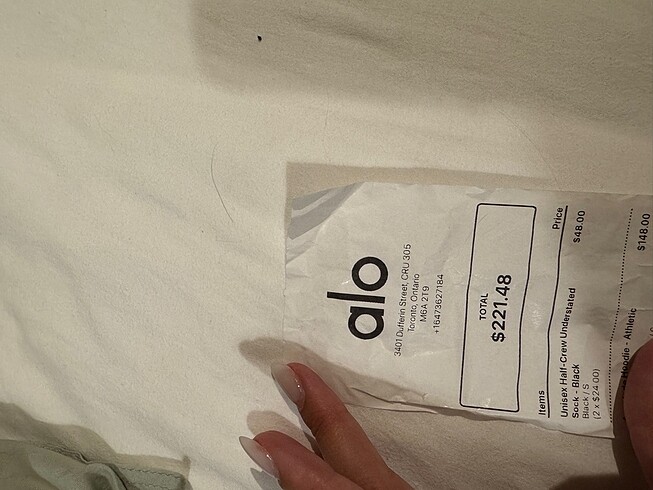 alo
3401 Dufferin Street, CRU 305
Toronto, Ontario
M6A 2T9
+16473627184
TOTAL
$221.48
Items Price
Unisex Half-Crew Understated $48.00
Sock - Black
Black / S
(2 x $24.00)
Hoodie - Athletic $148.00